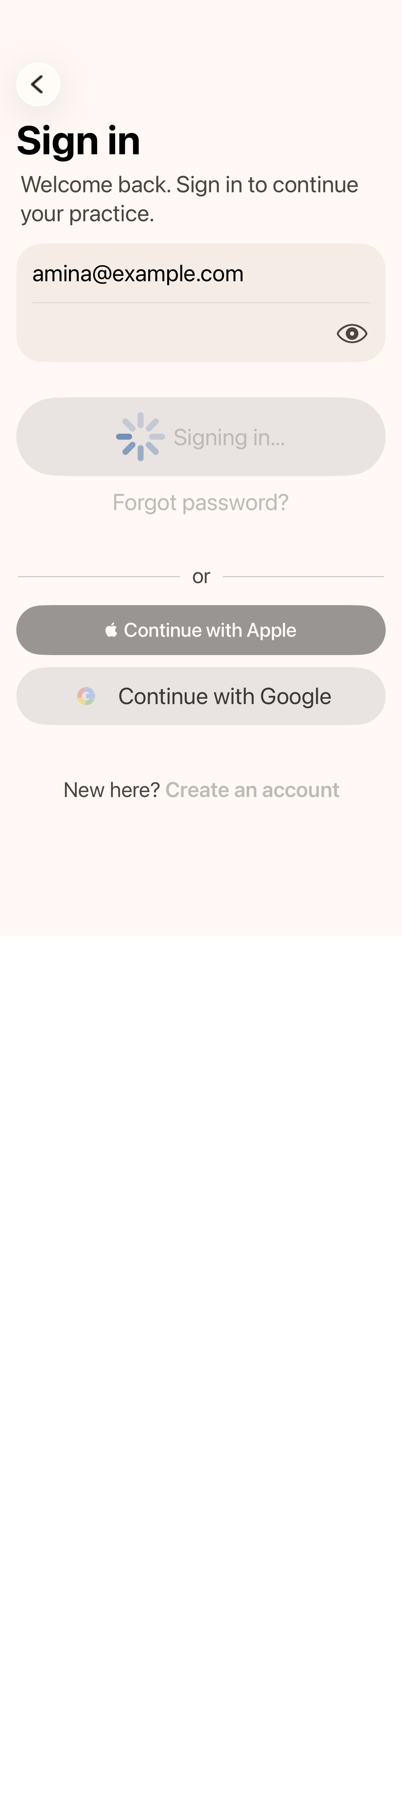 Sign in
Welcome back. Sign in to continue
your practice.
amina@example.com
Signing in...
Forgot password?
or
Continue with Apple
Continue with Google
New here? Create an account